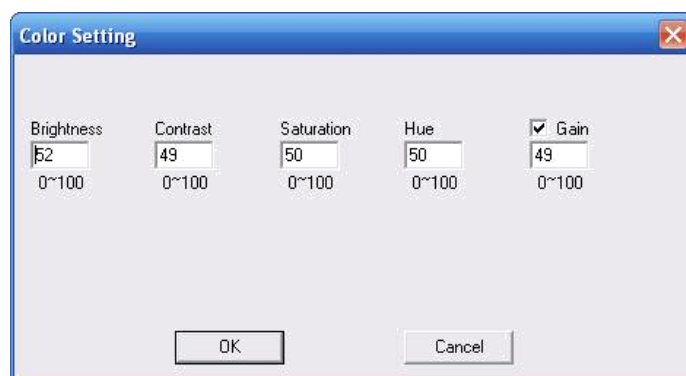 Color Setting
Brightness Contrast Saturation Hue Gain
52 49 50 50 49
0~100 0~100 0~100 0~100 0~100
OK Cancel